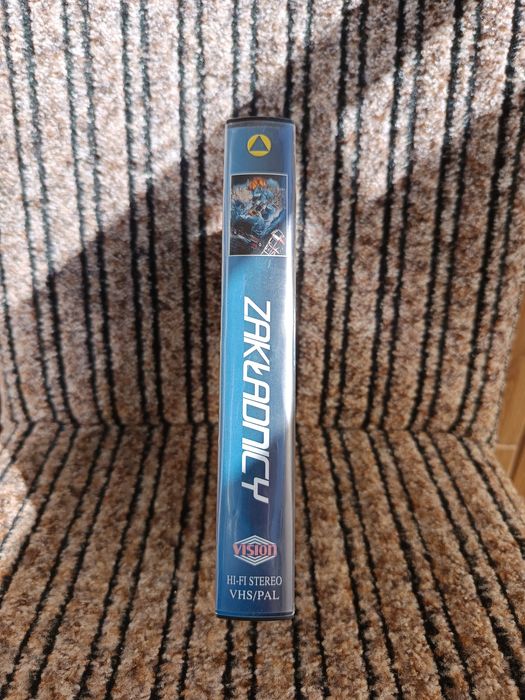 ZAKŁADNICY
VISION
HI-FI STEREO
VHS/PAL